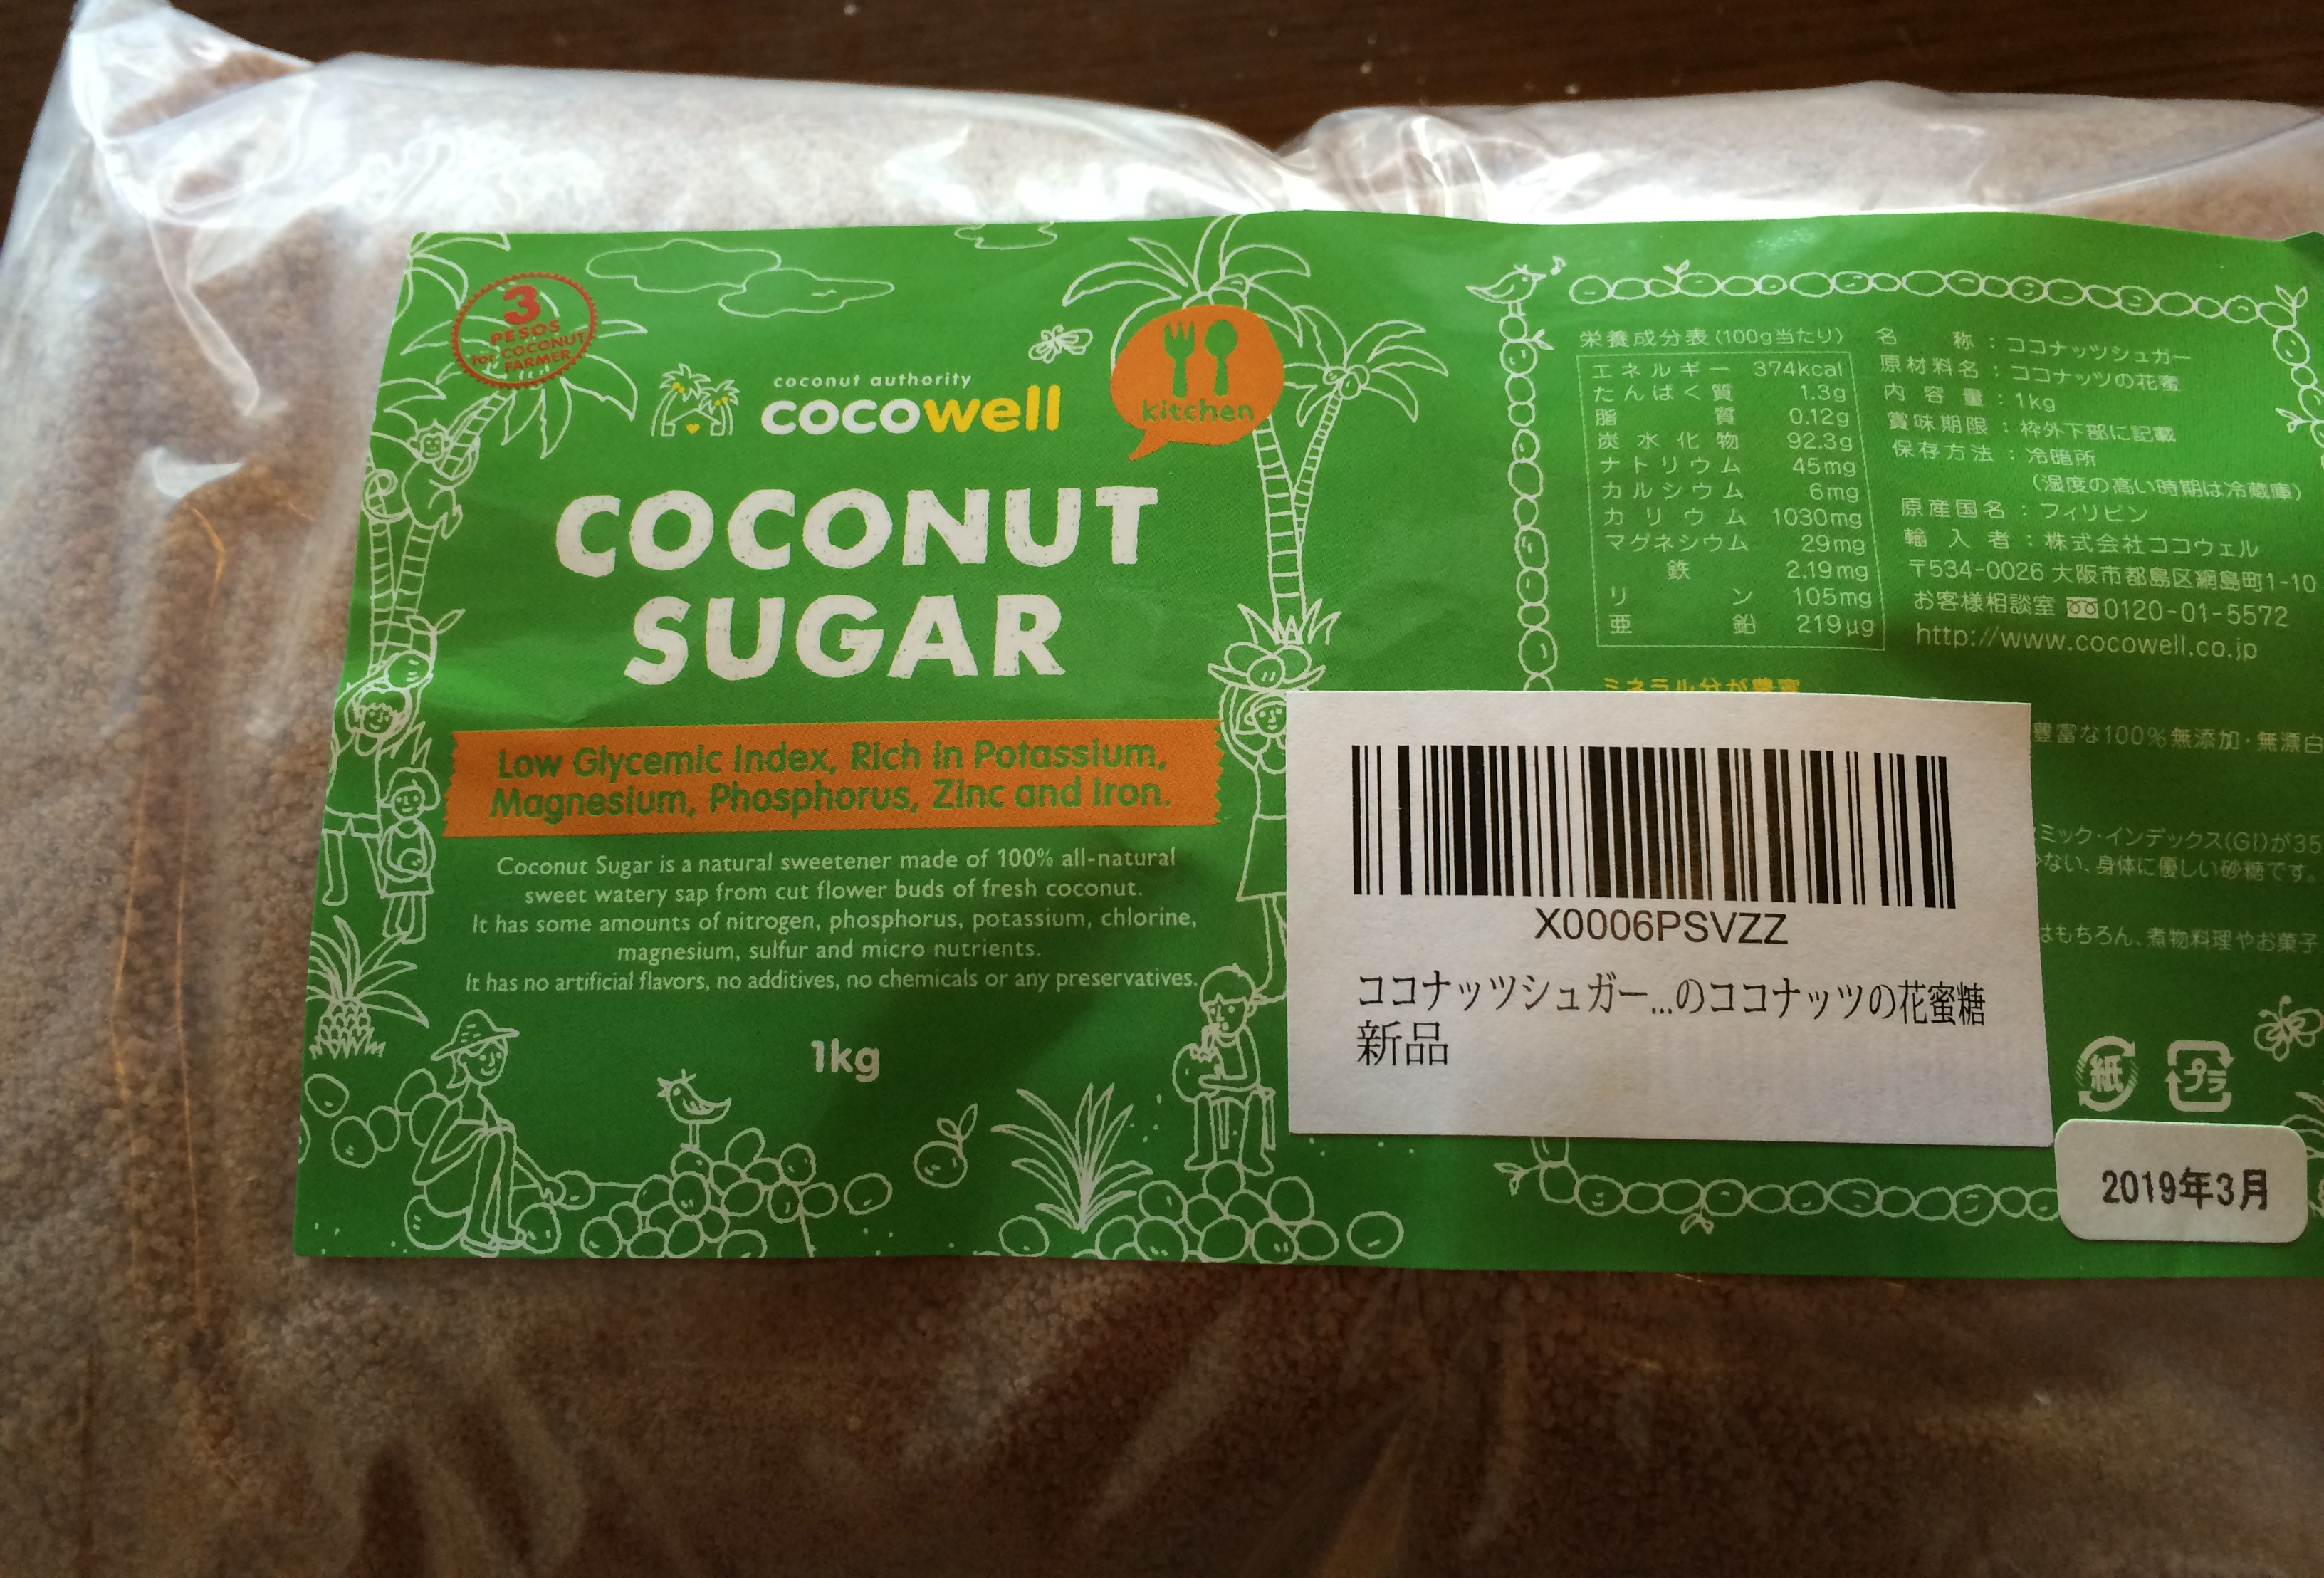 3
PESOS
for COCONUT
FARMER
coconut authority
cocowell
kitchen
COCONUT
SUGAR
Low Glycemic Index, Rich in Potassium,
Magnesium, Phosphorus, Zinc and Iron.
Coconut Sugar is a natural sweetener made of 100% all-natural
sweet watery sap from cut flower buds of fresh coconut.
It has some amounts of nitrogen, phosphorus, potassium, chlorine,
magnesium, sulfur and micro nutrients.
It has no artificial flavors, no additives, no chemicals or any preservatives.
1kg
栄養成分表(100g当たり)
エネルギー 374kcal
たんぱく質 1.3g
脂質 0.12g
炭水化物 92.3g
ナトリウム 45mg
カルシウム 6mg
カリウム 1030mg
マグネシウム 29mg
鉄 2.19mg
リン 105mg
亜鉛 219μg
名称：ココナッツシュガー
原材料名：ココナッツの花蜜
内容量：1kg
賞味期限：枠外下部に記載
保存方法：冷暗所
(湿度の高い時期は冷蔵庫)
原産国名：フィリピン
輸入者：株式会社ココウェル
〒534-0026 大阪市都島区網島町1-10
お客様相談室 0120-01-5572
http://www.cocowell.co.jp
ミネラル分が豊富
豊富な100%無添加・無漂白
ミック・インデックス(GI)が35
ない、身体に優しい砂糖です。
はもちろん、煮物料理やお菓子
X0006PSVZZ
ココナッツシュガー...のココナッツの花蜜糖
新品
紙
プラ
2019年3月